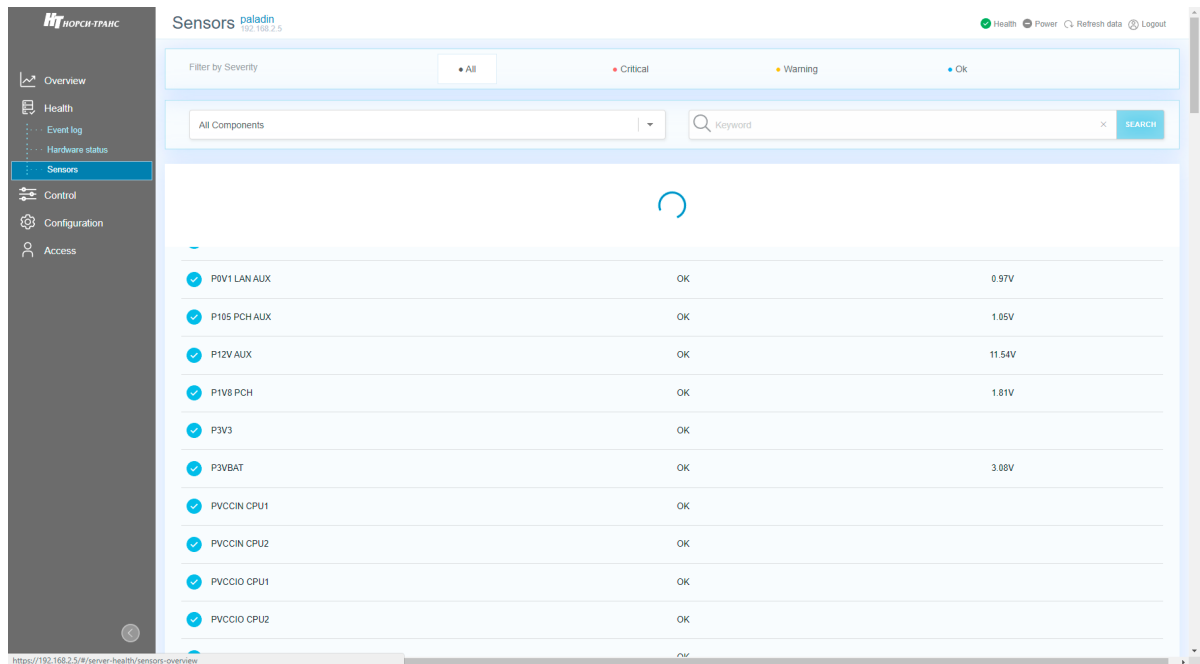 НТ НОРСИ-ТРАНС
Sensors paladin
192.168.2.5
Health Power Refresh data Logout
Overview
Health
Event log
Hardware status
Sensors
Control
Configuration
Access
Filter by Severity
All Critical Warning Ok
All Components
Keyword × SEARCH
P0V1 LAN AUX OK 0.97V
P105 PCH AUX OK 1.05V
P12V AUX OK 11.54V
P1V8 PCH OK 1.81V
P3V3 OK
P3VBAT OK 3.08V
PVCCIN CPU1 OK
PVCCIN CPU2 OK
PVCCIO CPU1 OK
PVCCIO CPU2 OK
OK
https://192.168.2.5/#/server-health/sensors-overview